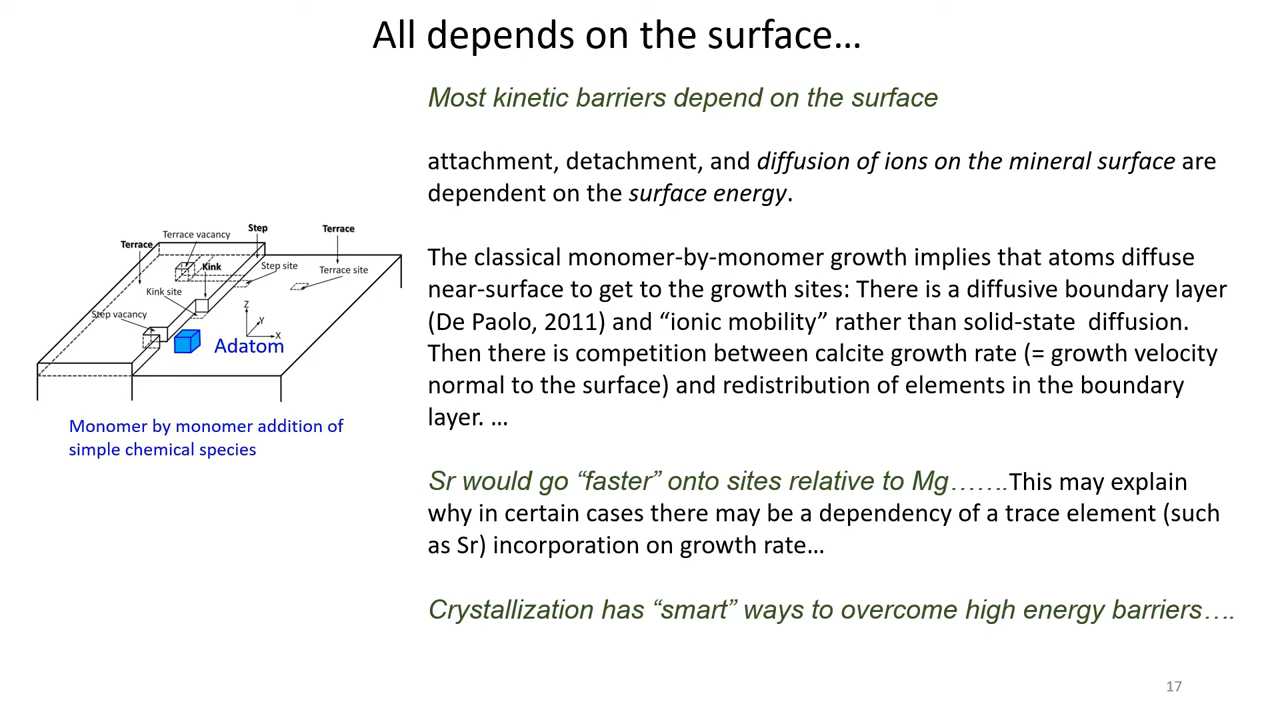 All depends on the surface…
Most kinetic barriers depend on the surface
attachment, detachment, and diffusion of ions on the mineral surface are
dependent on the surface energy.
The classical monomer-by-monomer growth implies that atoms diffuse
near-surface to get to the growth sites: There is a diffusive boundary layer
(De Paolo, 2011) and “ionic mobility” rather than solid-state diffusion.
Then there is competition between calcite growth rate (= growth velocity
normal to the surface) and redistribution of elements in the boundary
layer. …
Sr would go “faster” onto sites relative to Mg…….This may explain
why in certain cases there may be a dependency of a trace element (such
as Sr) incorporation on growth rate…
Crystallization has “smart” ways to overcome high energy barriers….
Terrace
Terrace vacancy
Step
Terrace
Kink
Step site
Terrace site
Kink site
Step vacancy
Z
Y
X
Adatom
Monomer by monomer addition of
simple chemical species
17